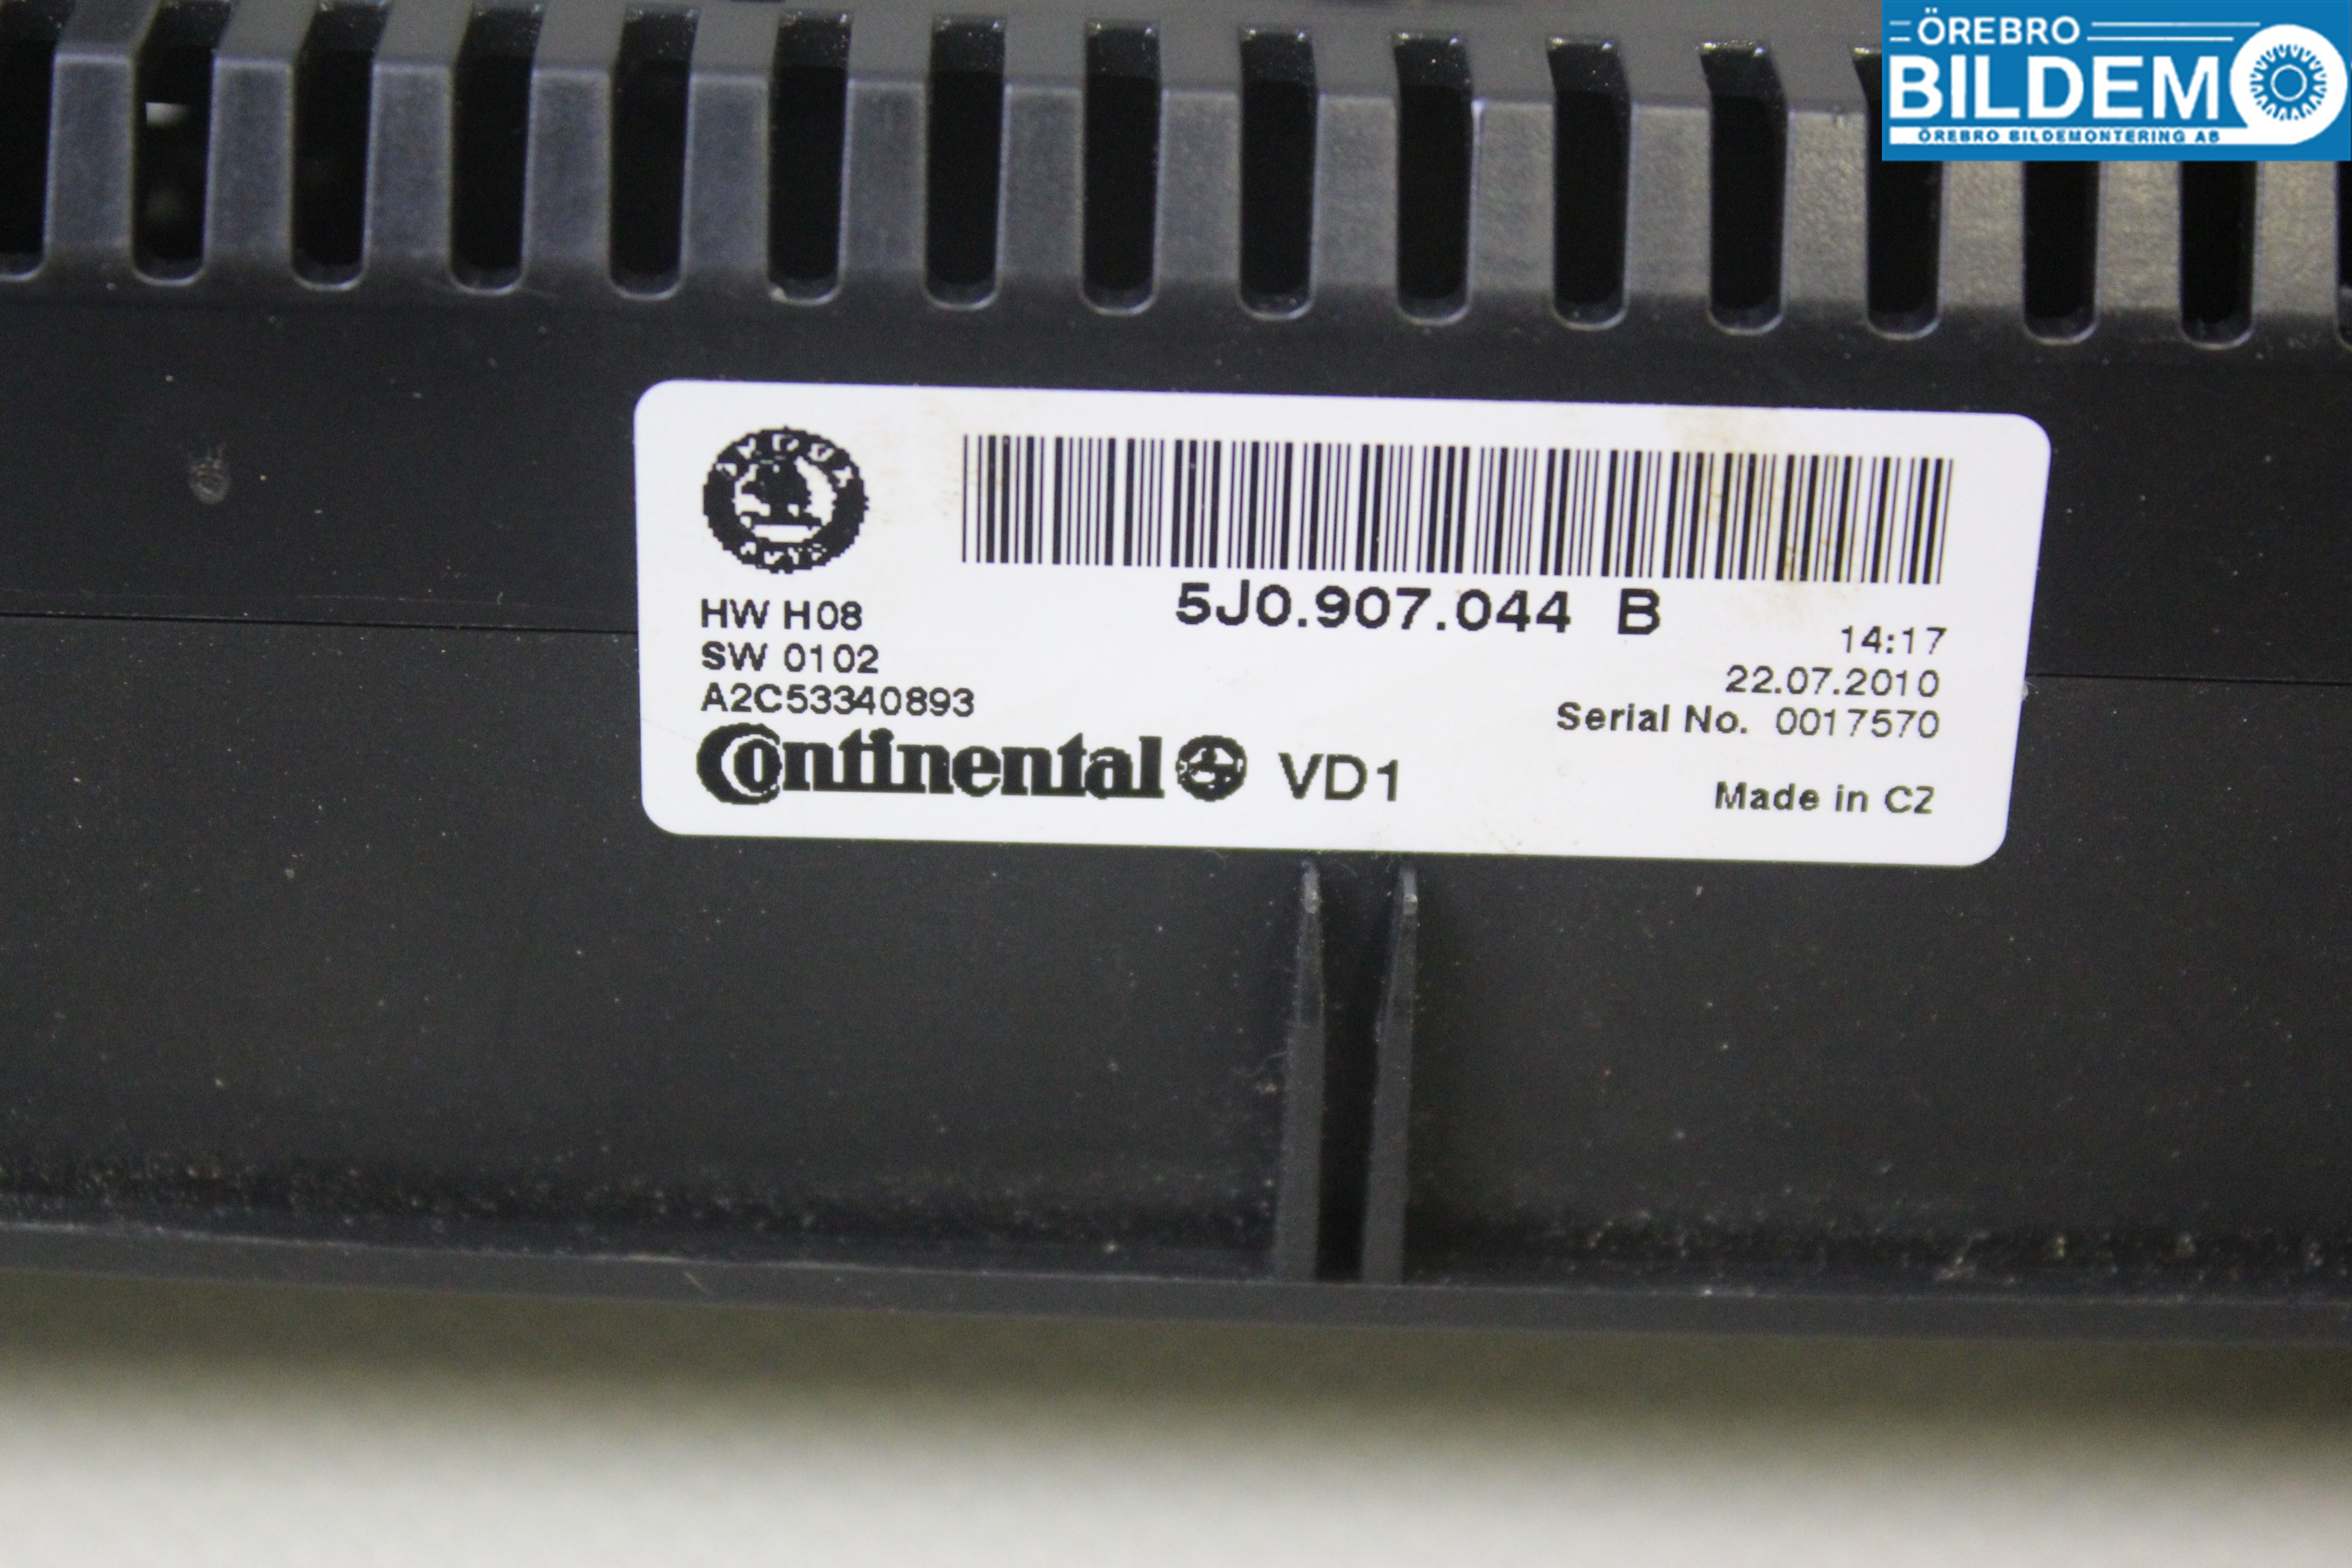 ÖREBRO
BILDEMO
ÖREBRO BILDEMONTERING AB
5J0.907.044 B
HW H08
SW 0102
A2C53340893
14:17
22.07.2010
Serial No. 0017570
Continental VD1
Made in CZ